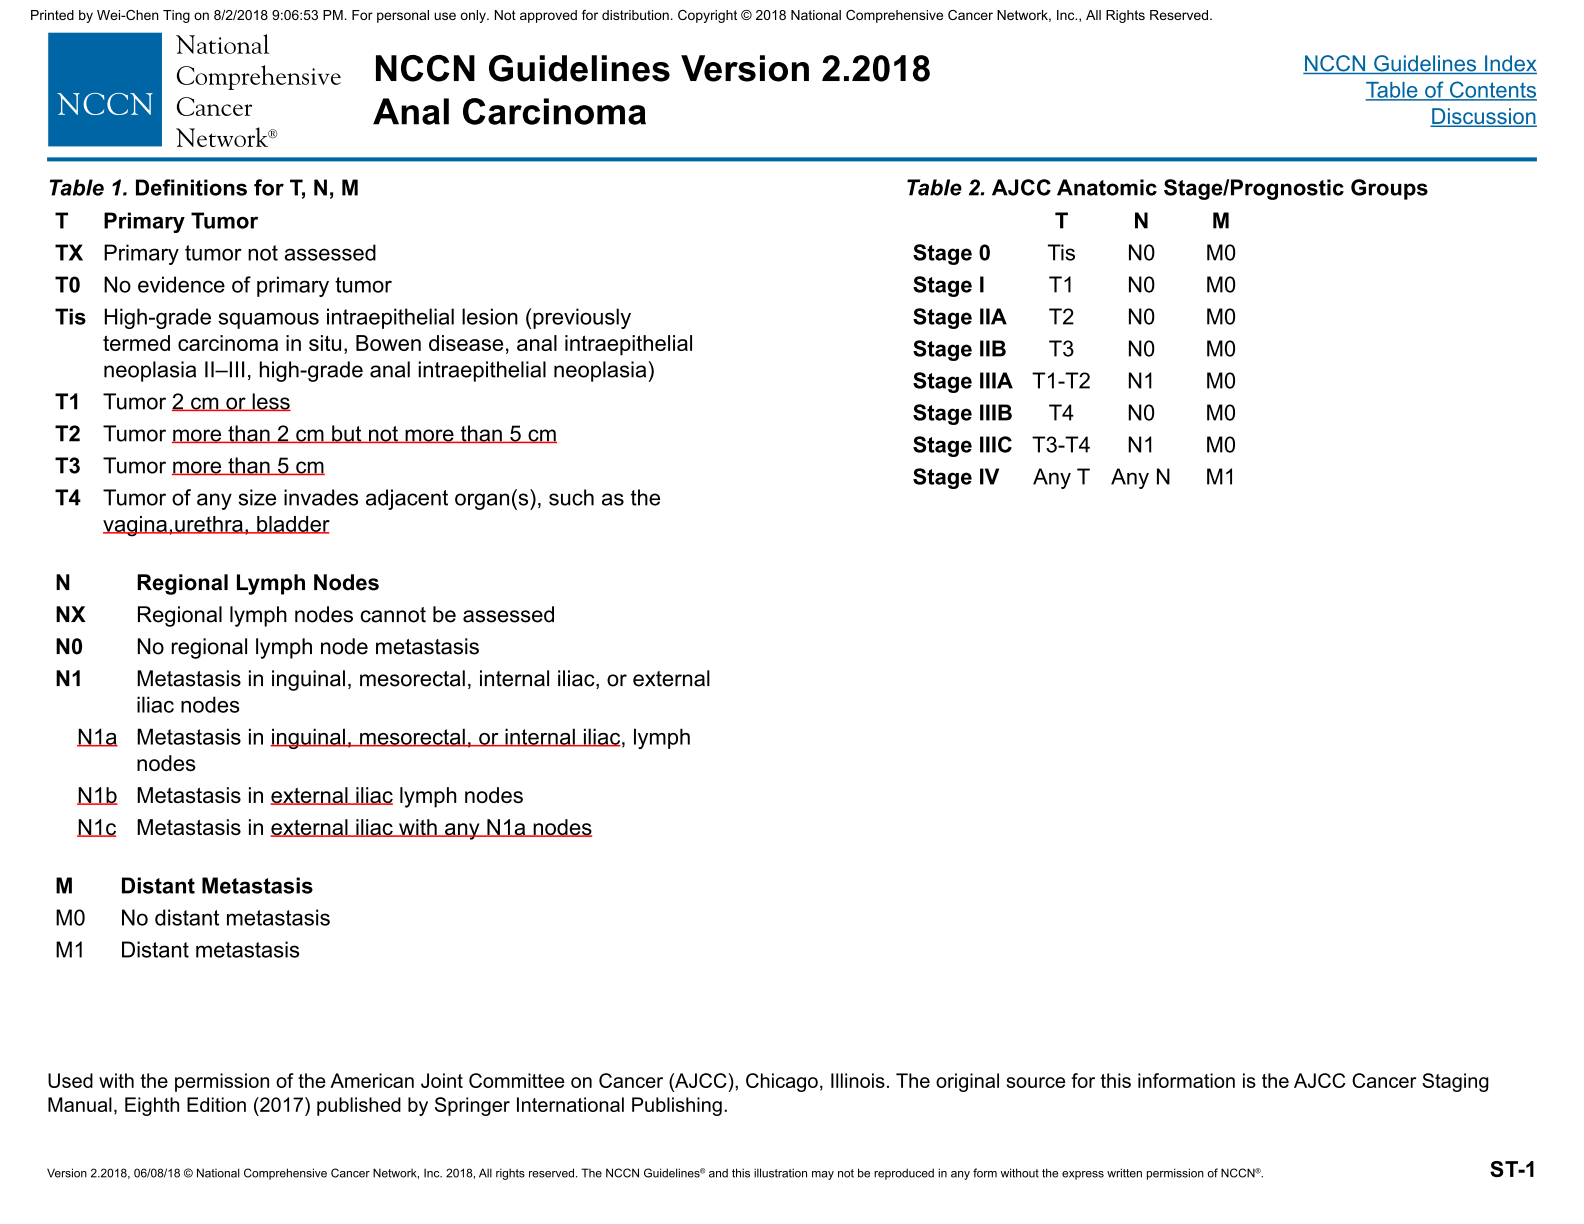 Printed by Wei-Chen Ting on 8/2/2018 9:06:53 PM. For personal use only. Not approved for distribution. Copyright © 2018 National Comprehensive Cancer Network, Inc., All Rights Reserved.
NCCN
National
Comprehensive
Cancer
Network®
NCCN Guidelines Version 2.2018
Anal Carcinoma
NCCN Guidelines Index
Table of Contents
Discussion
Table 1. Definitions for T, N, M
T Primary Tumor
TX Primary tumor not assessed
T0 No evidence of primary tumor
Tis High-grade squamous intraepithelial lesion (previously
termed carcinoma in situ, Bowen disease, anal intraepithelial
neoplasia II–III, high-grade anal intraepithelial neoplasia)
T1 Tumor 2 cm or less
T2 Tumor more than 2 cm but not more than 5 cm
T3 Tumor more than 5 cm
T4 Tumor of any size invades adjacent organ(s), such as the
vagina,urethra, bladder
N Regional Lymph Nodes
NX Regional lymph nodes cannot be assessed
N0 No regional lymph node metastasis
N1 Metastasis in inguinal, mesorectal, internal iliac, or external
iliac nodes
N1a Metastasis in inguinal, mesorectal, or internal iliac, lymph
nodes
N1b Metastasis in external iliac lymph nodes
N1c Metastasis in external iliac with any N1a nodes
M Distant Metastasis
M0 No distant metastasis
M1 Distant metastasis
Table 2. AJCC Anatomic Stage/Prognostic Groups
T N M
Stage 0 Tis N0 M0
Stage I T1 N0 M0
Stage IIA T2 N0 M0
Stage IIB T3 N0 M0
Stage IIIA T1-T2 N1 M0
Stage IIIB T4 N0 M0
Stage IIIC T3-T4 N1 M0
Stage IV Any T Any N M1
Used with the permission of the American Joint Committee on Cancer (AJCC), Chicago, Illinois. The original source for this information is the AJCC Cancer Staging
Manual, Eighth Edition (2017) published by Springer International Publishing.
Version 2.2018, 06/08/18 © National Comprehensive Cancer Network, Inc. 2018, All rights reserved. The NCCN Guidelines® and this illustration may not be reproduced in any form without the express written permission of NCCN®.
ST-1